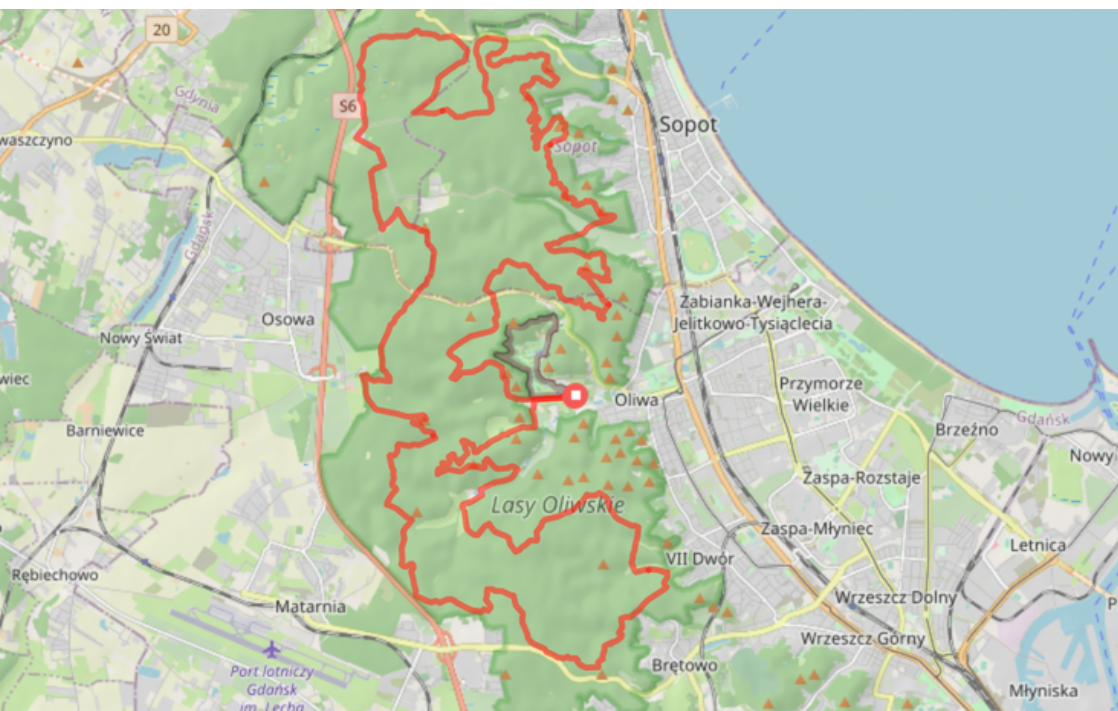 20
Gdynia
S6
Sopot
Sopot
waszczyno
Gdańsk
Osowa
Nowy Świat
wiec
Barniewice
Żabianka-Wejhera-
Jelitkowo-Tysiąclecia
Przymorze
Wielkie
Oliwa
Brzeźno
Gdańsk
Nowy
Zaspa-Rozstaje
Lasy Oliwskie
Zaspa-Młyniec
Letnica
VII Dwór
Rębiechowo
Matarnia
Wrzeszcz Dolny
P
Wrzeszcz Górny
Brętowo
Port lotniczy
Gdańsk
im. Lecha
Młyniska